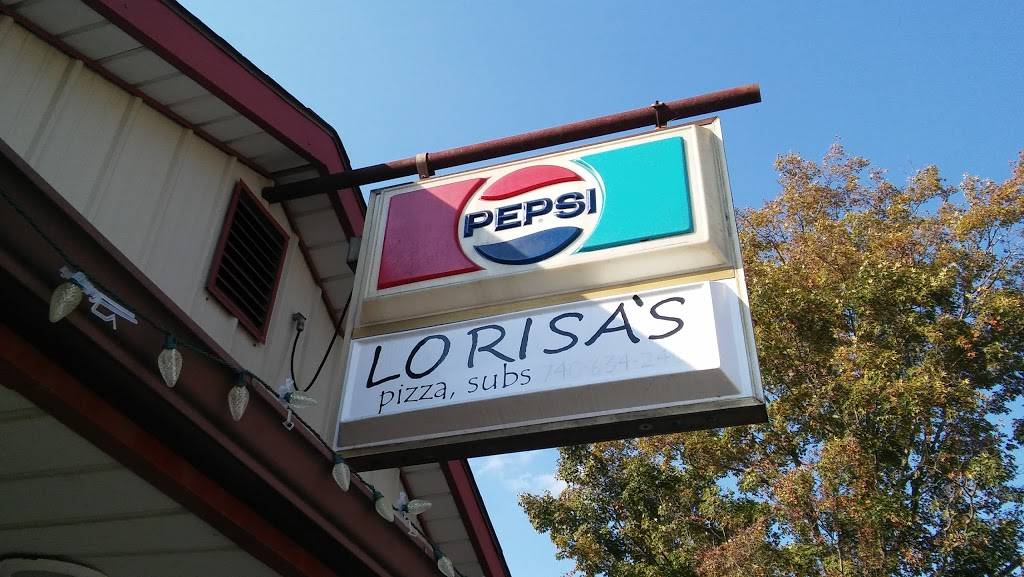 PEPSI
LORISA'S
pizza, subs